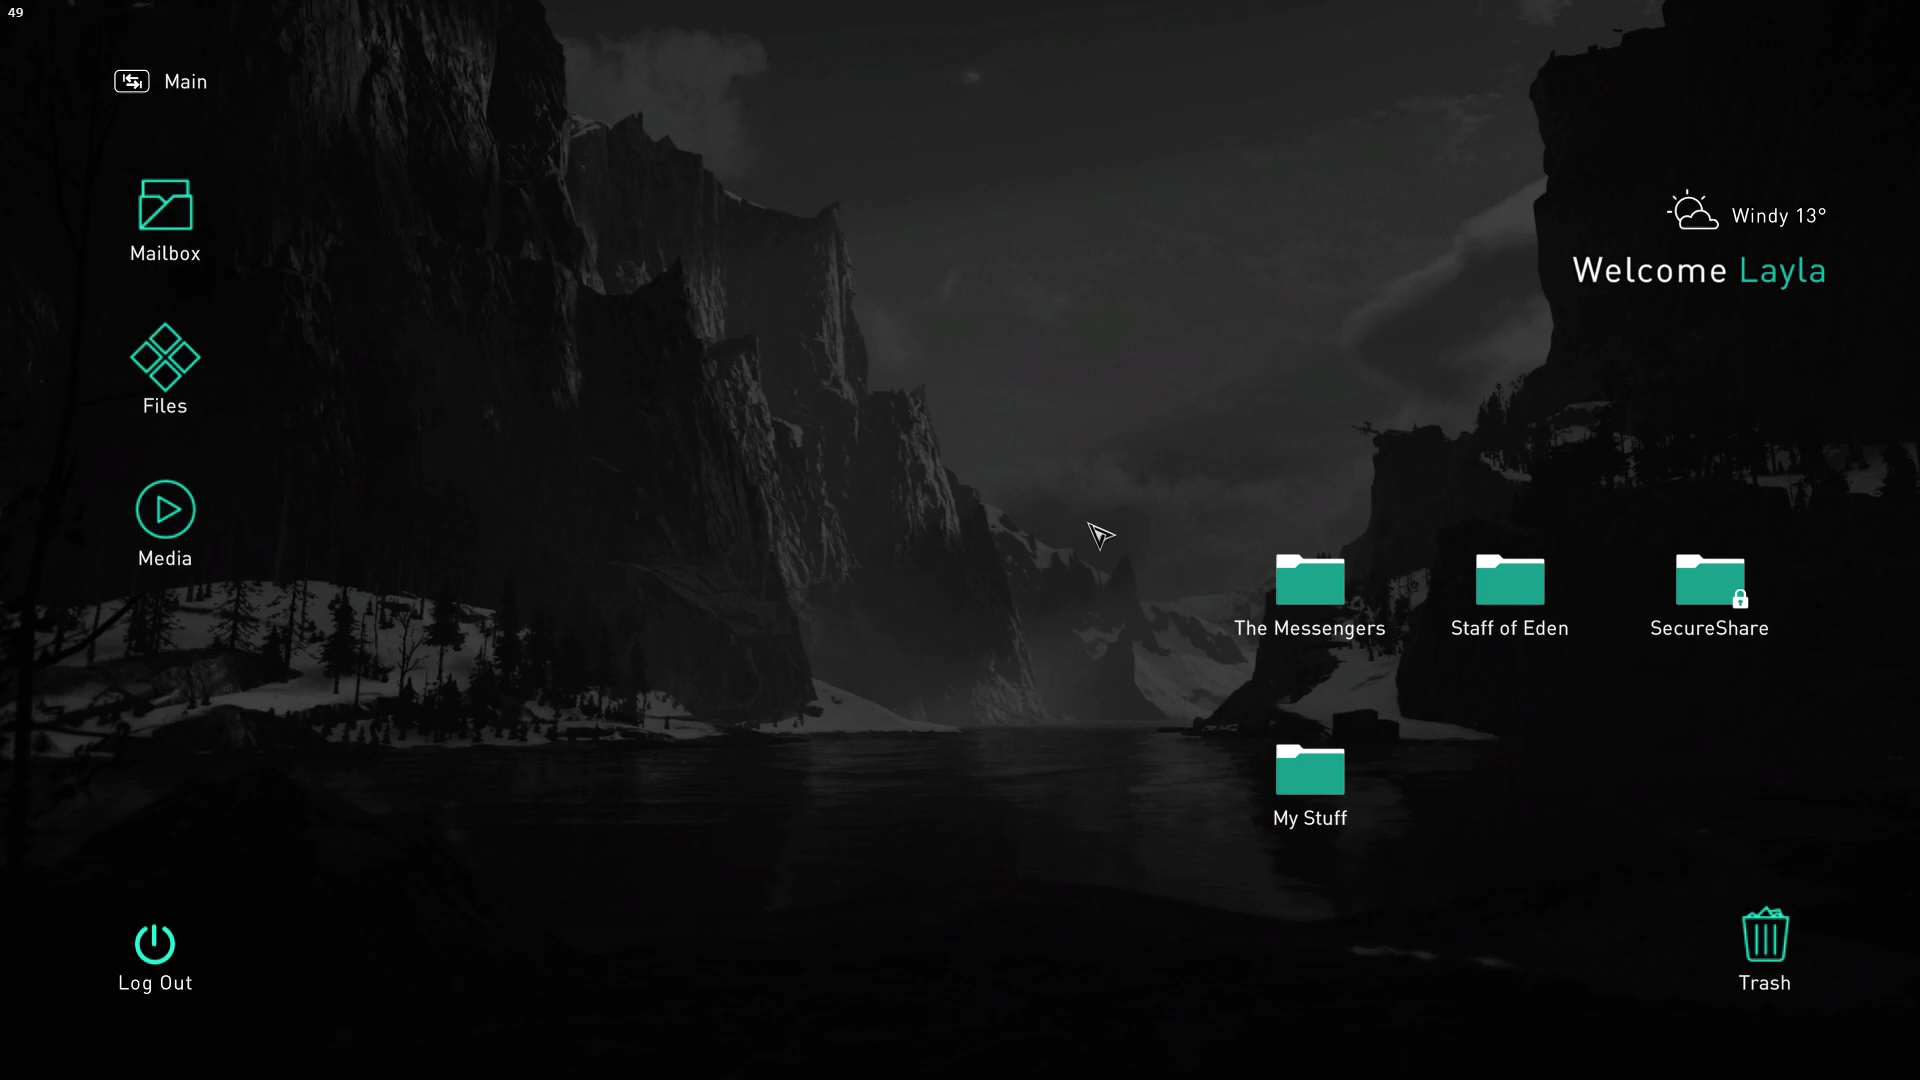 49
Main
Mailbox
Windy 13°
Welcome Layla
Files
Media
The Messengers
Staff of Eden
SecureShare
My Stuff
Log Out
Trash